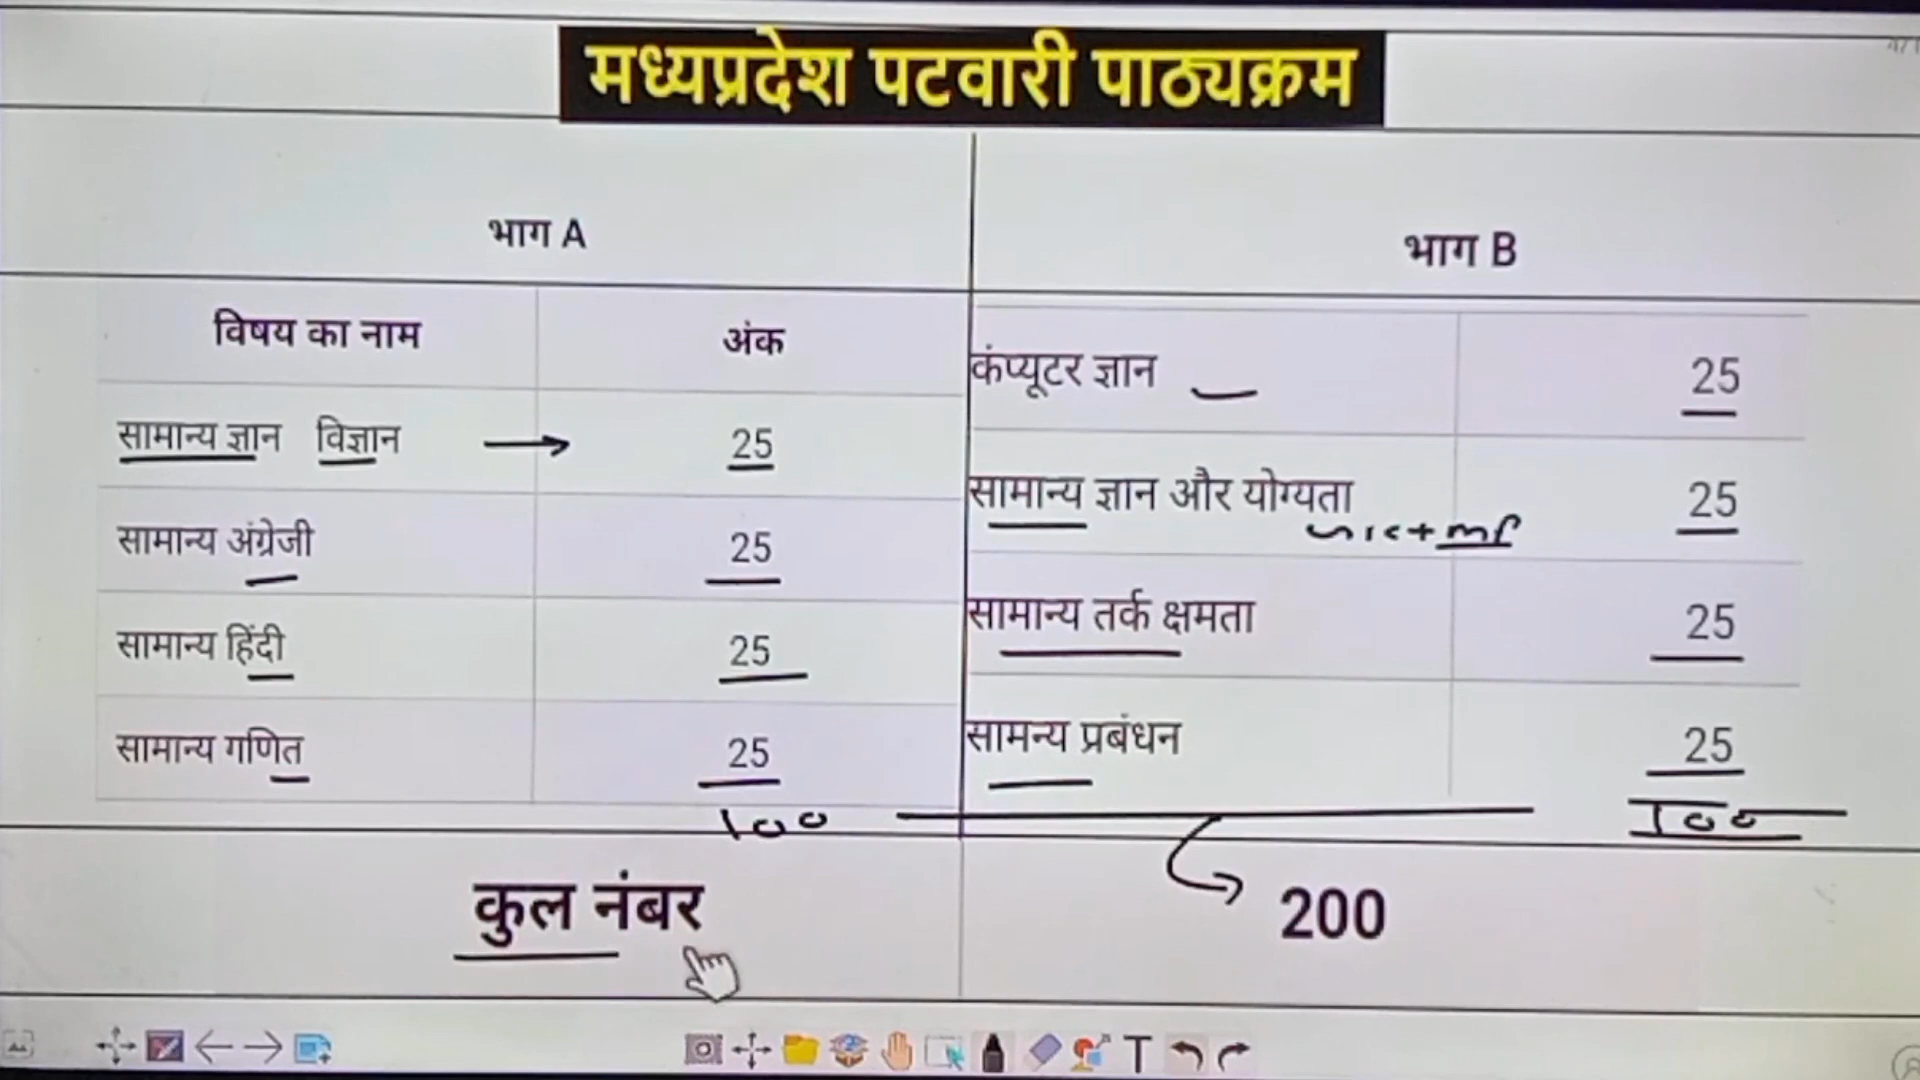 मध्यप्रदेश पटवारी पाठ्यक्रम
भाग A
विषय का नाम अंक
सामान्य ज्ञान विज्ञान → 25
सामान्य अंग्रेजी 25
सामान्य हिंदी 25
सामान्य गणित 25
100
भाग B
कंप्यूटर ज्ञान 25
सामान्य ज्ञान और योग्यता 25
सामान्य तर्क क्षमता 25
सामन्य प्रबंधन 25
100
कुल नंबर 200